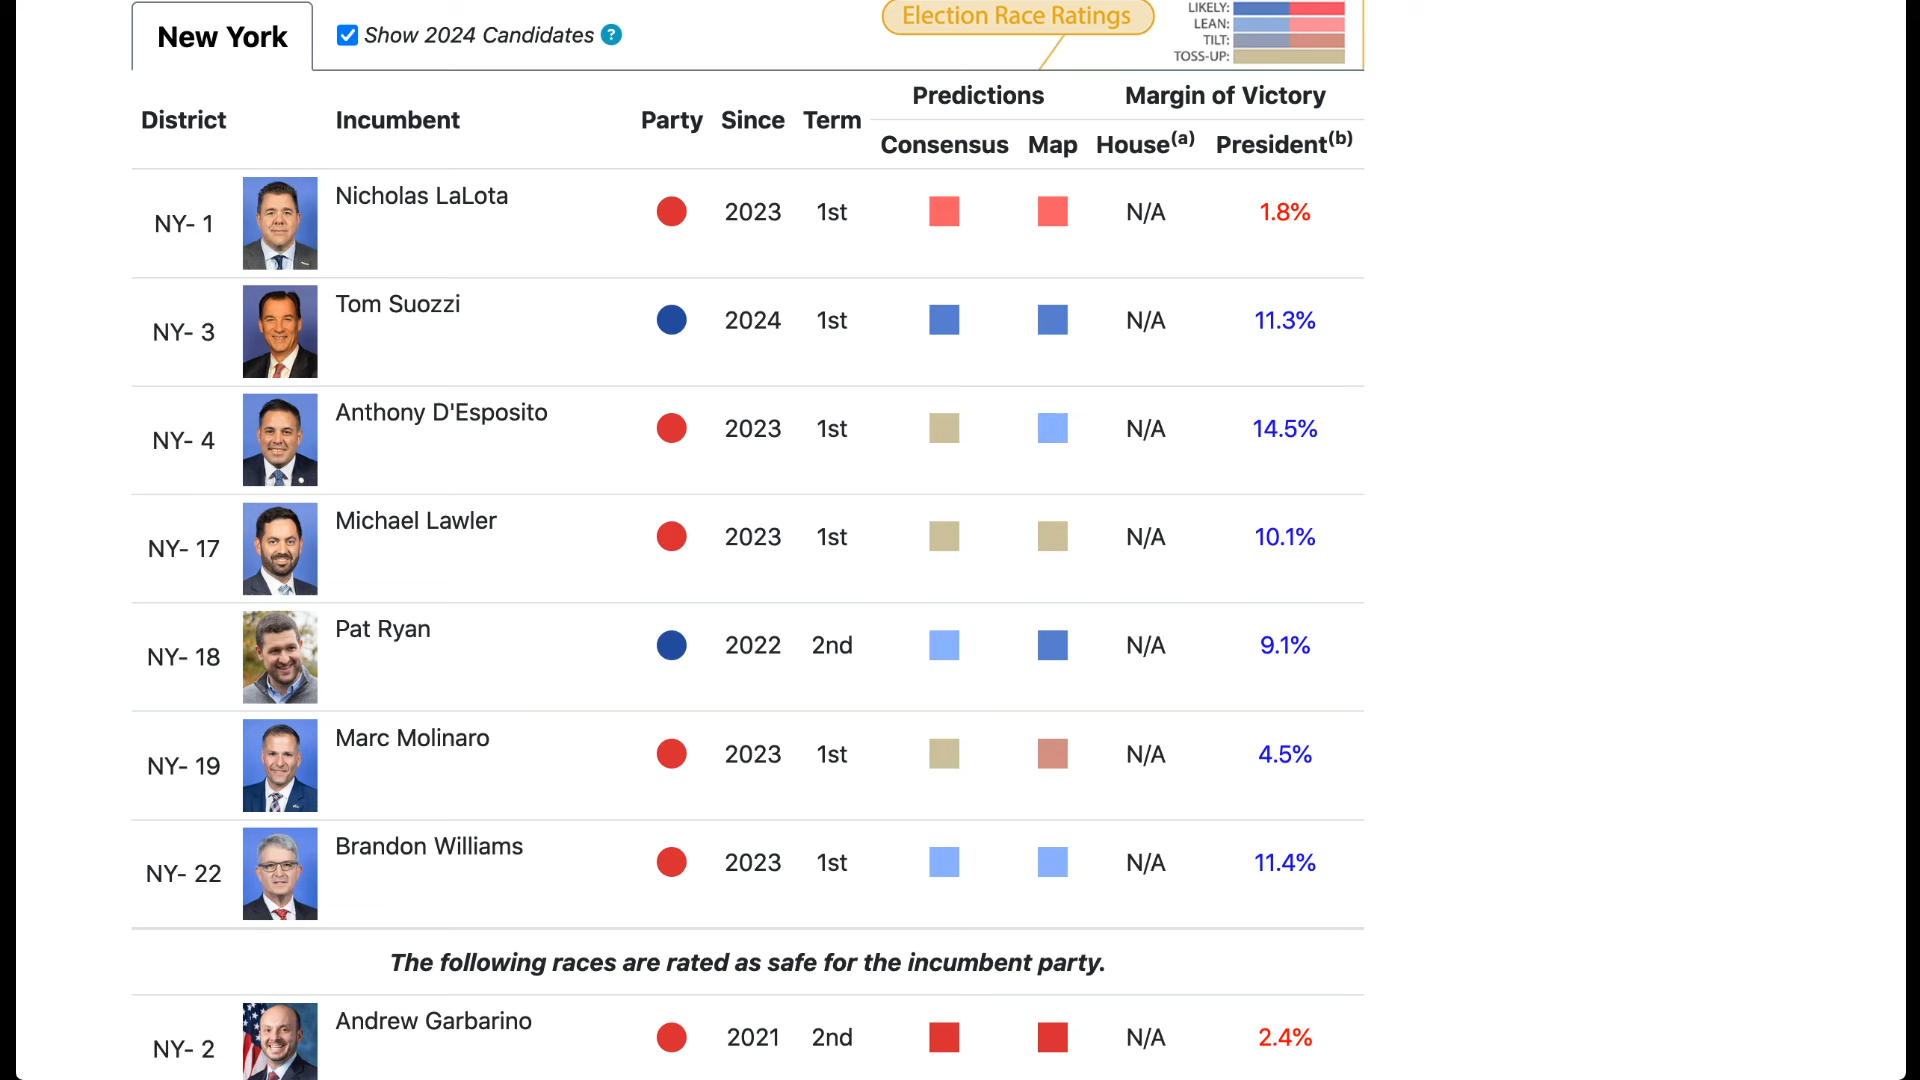 New York
Show 2024 Candidates ?
Election Race Ratings
LIKELY:
LEAN:
TILT:
TOSS-UP:
District Incumbent Party Since Term Predictions Margin of Victory
Consensus Map House(a) President(b)
NY- 1 Nicholas LaLota 2023 1st N/A 1.8%
NY- 3 Tom Suozzi 2024 1st N/A 11.3%
NY- 4 Anthony D'Esposito 2023 1st N/A 14.5%
NY- 17 Michael Lawler 2023 1st N/A 10.1%
NY- 18 Pat Ryan 2022 2nd N/A 9.1%
NY- 19 Marc Molinaro 2023 1st N/A 4.5%
NY- 22 Brandon Williams 2023 1st N/A 11.4%
The following races are rated as safe for the incumbent party.
NY- 2 Andrew Garbarino 2021 2nd N/A 2.4%